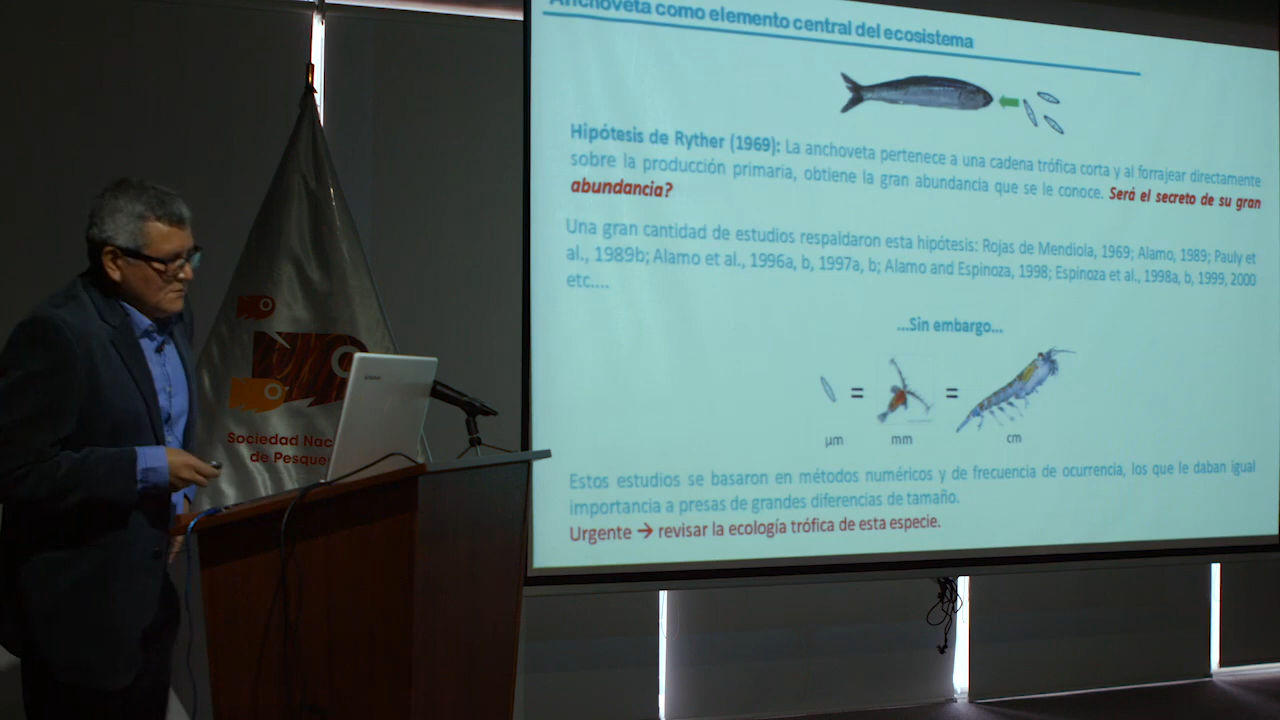 Anchoveta como elemento central del ecosistema
Hipótesis de Ryther (1969): La anchoveta pertenece a una cadena trófica corta y al forrajear directamente
sobre la producción primaria, obtiene la gran abundancia que se le conoce. Será el secreto de su gran
abundancia?
Una gran cantidad de estudios respaldaron esta hipótesis: Rojas de Mendiola, 1969; Alamo, 1989; Pauly et
al., 1989b; Alamo et al., 1996a, b, 1997a, b; Alamo and Espinoza, 1998; Espinoza et al., 1998a, b, 1999, 2000
etc....
...Sin embargo...
= =
µm mm cm
Estos estudios se basaron en métodos numéricos y de frecuencia de ocurrencia, los que le daban igual
importancia a presas de grandes diferencias de tamaño.
Urgente → revisar la ecología trófica de esta especie.
Sociedad Nac
de Pesque